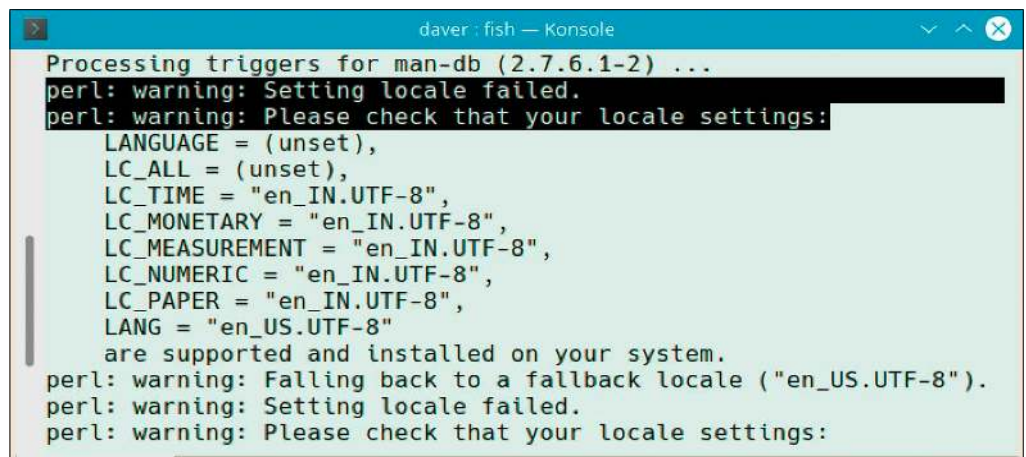 daver : fish — Konsole
Processing triggers for man-db (2.7.6.1-2) ...
perl: warning: Setting locale failed.
perl: warning: Please check that your locale settings:
LANGUAGE = (unset),
LC_ALL = (unset),
LC_TIME = "en_IN.UTF-8",
LC_MONETARY = "en_IN.UTF-8",
LC_MEASUREMENT = "en_IN.UTF-8",
LC_NUMERIC = "en_IN.UTF-8",
LC_PAPER = "en_IN.UTF-8",
LANG = "en_US.UTF-8"
are supported and installed on your system.
perl: warning: Falling back to a fallback locale ("en_US.UTF-8").
perl: warning: Setting locale failed.
perl: warning: Please check that your locale settings: